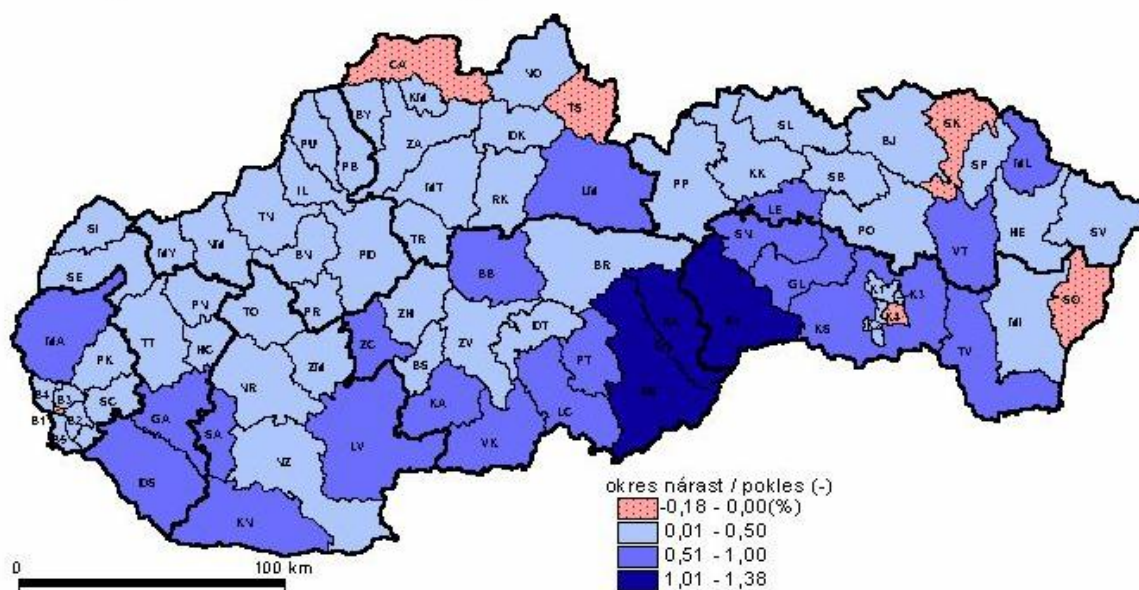 CA
NO
TS
BY
KM
DK
PU
PB
ZA
SL
BJ
SK
SP
ML
IL
MT
RK
LM
PP
KK
SB
SI
MY
NM
TN
BN
PD
TR
LE
PO
VT
HE
SV
SE
BB
BR
SN
GL
K1
K3
K4
KS
SO
MI
MA
PN
TO
PR
ZH
TT
HC
ZC
ZV
DT
PK
ZM
BS
PT
TV
B4
B3
SC
NR
KA
LC
B1
B2
B5
GA
SA
LV
VK
DS
NZ
KN
okres nárast / pokles (-)
-0,18 - 0,00(%)
0,01 - 0,50
0,51 - 1,00
1,01 - 1,38
0
100 km